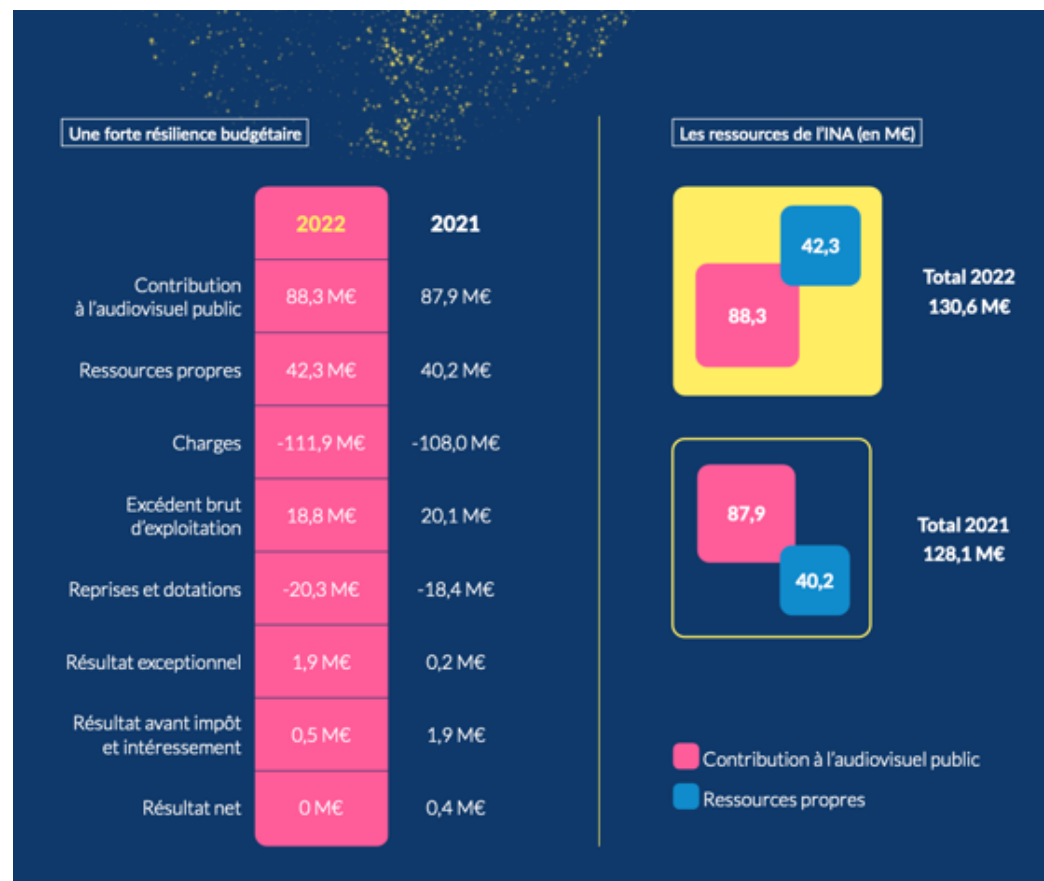 Une forte résilience budgétaire
2022 2021
Contribution
à l'audiovisuel public 88,3 M€ 87,9 M€
Ressources propres 42,3 M€ 40,2 M€
Charges -111,9 M€ -108,0 M€
Excédent brut
d'exploitation 18,8 M€ 20,1 M€
Reprises et dotations -20,3 M€ -18,4 M€
Résultat exceptionnel 1,9 M€ 0,2 M€
Résultat avant impôt
et intéressement 0,5 M€ 1,9 M€
Résultat net 0 M€ 0,4 M€
Les ressources de l'INA (en M€)
42,3
88,3
Total 2022
130,6 M€
87,9
40,2
Total 2021
128,1 M€
Contribution à l'audiovisuel public
Ressources propres